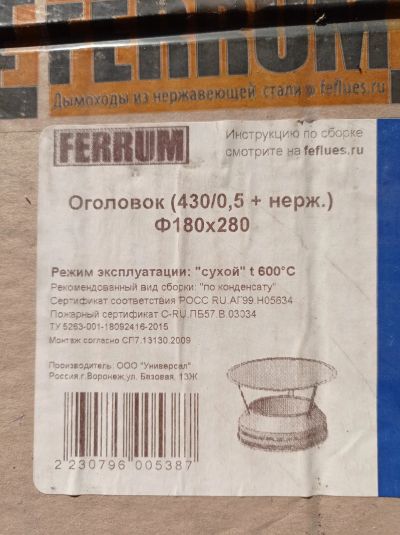 FERRUM
Дымоходы из нержавеющей стали feflues.ru
FERRUM
Инструкцию по сборке
смотрите на feflues.ru
Оголовок (430/0,5 + нерж.)
Ф180х280
Режим эксплуатации: "сухой" t 600°C
Рекомендованный вид сборки: "по конденсату"
Сертификат соответствия РОСС RU.АГ99.Н05634
Пожарный сертификат C-RU.ПБ57.В.03034
ТУ 5263-001-18092416-2015
Монтаж согласно СП7.13130.2009
Производитель: ООО "Универсал"
Россия,г.Воронеж,ул. Базовая, 13Ж
2 230796 005387